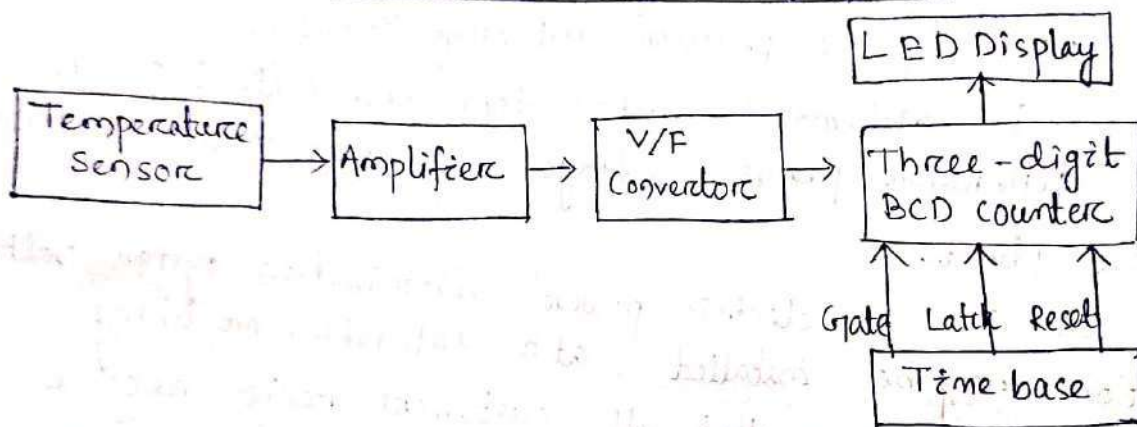 LED Display
Temperature
Sensor
Amplifier
V/F
Convertor
Three-digit
BCD counter
Gate Latch Reset
Time base